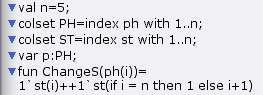 val n=5;
colset PH=index ph with 1..n;
colset ST=index st with 1..n;
var p:PH;
fun ChangeS(ph(i))=
1`st(i)++1`st(if i = n then 1 else i+1)